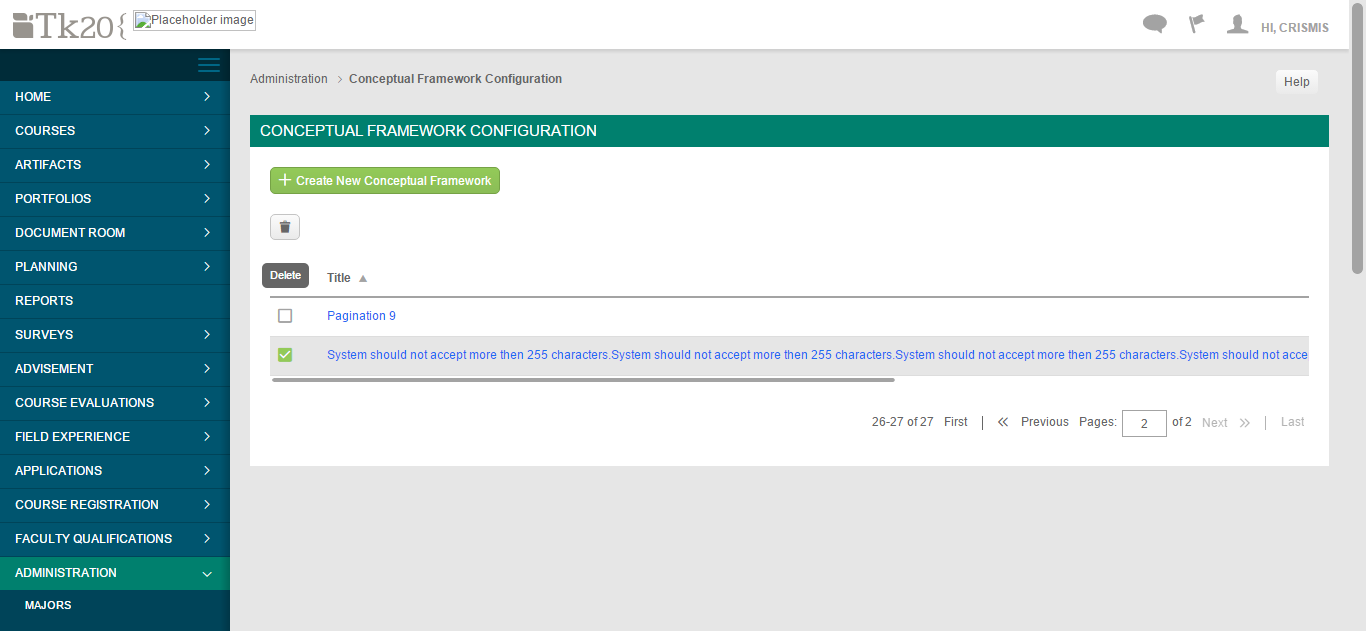 Tk20{ Placeholder image
HI, CRISMIS
HOME
COURSES
ARTIFACTS
PORTFOLIOS
DOCUMENT ROOM
PLANNING
REPORTS
SURVEYS
ADVISEMENT
COURSE EVALUATIONS
FIELD EXPERIENCE
APPLICATIONS
COURSE REGISTRATION
FACULTY QUALIFICATIONS
ADMINISTRATION
MAJORS
Administration > Conceptual Framework Configuration
Help
CONCEPTUAL FRAMEWORK CONFIGURATION
+ Create New Conceptual Framework
Delete
Title ▲
Pagination 9
System should not accept more then 255 characters.System should not accept more then 255 characters.System should not accept more then 255 characters.System should not acce
26-27 of 27 First | « Previous Pages: 2 of 2 Next » | Last